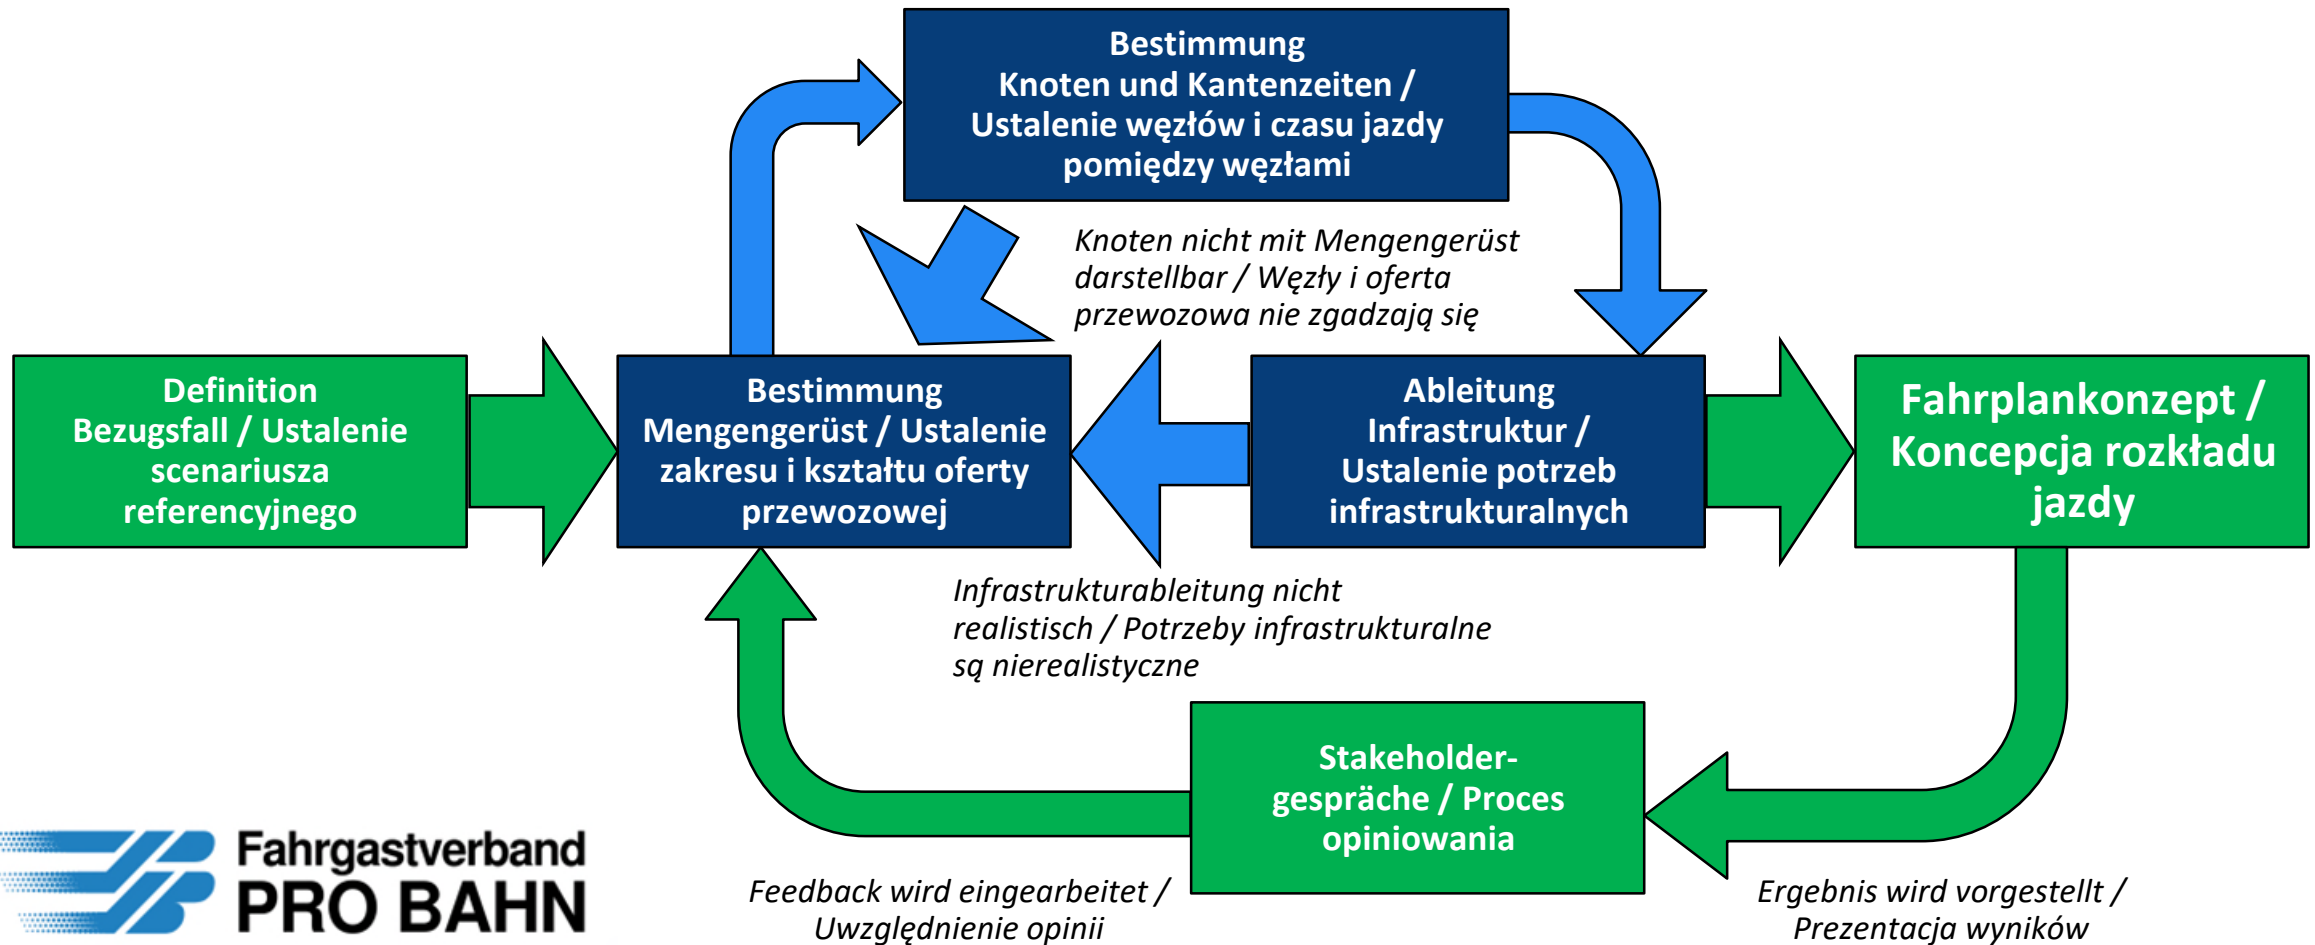 Bestimmung
Knoten und Kantenzeiten /
Ustalenie węzłów i czasu jazdy
pomiędzy węzłami
Knoten nicht mit Mengengerüst
darstellbar / Węzły i oferta
przewozowa nie zgadzają się
Definition
Bezugsfall / Ustalenie
scenariusza
referencyjnego
Bestimmung
Mengengerüst / Ustalenie
zakresu i kształtu oferty
przewozowej
Ableitung
Infrastruktur /
Ustalenie potrzeb
infrastrukturalnych
Fahrplankonzept /
Koncepcja rozkładu
jazdy
Infrastrukturableitung nicht
realistisch / Potrzeby infrastrukturalne
są nierealistyczne
Stakeholder-
gespräche / Proces
opiniowania
Fahrgastverband
PRO BAHN
Feedback wird eingearbeitet /
Uwzględnienie opinii
Ergebnis wird vorgestellt /
Prezentacja wyników